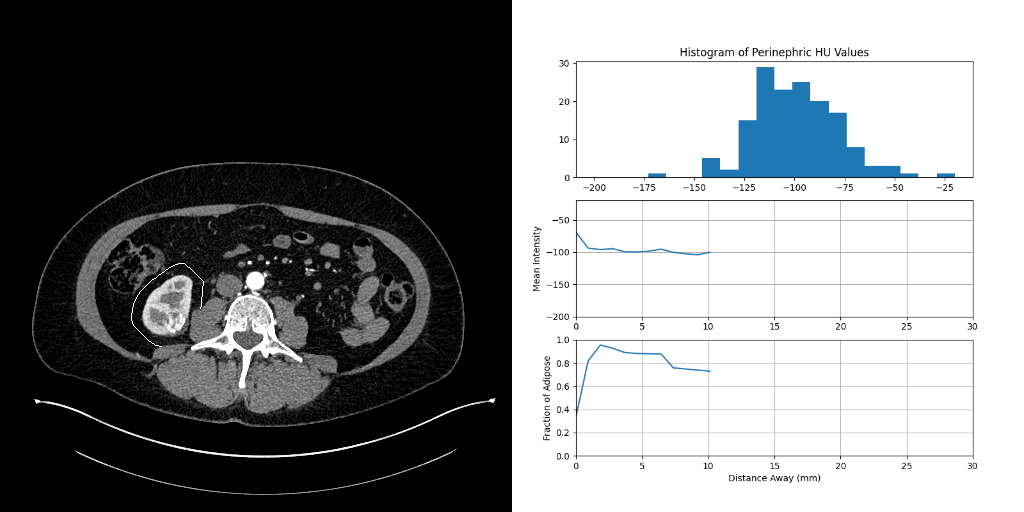 Histogram of Perinephric HU Values
30
20
10
0
−200 −175 −150 −125 −100 −75 −50 −25
Mean Intensity
−50
−100
−150
−200
0 5 10 15 20 25 30
Fraction of Adipose
1.0
0.8
0.6
0.4
0.2
0.0
0 5 10 15 20 25 30
Distance Away (mm)